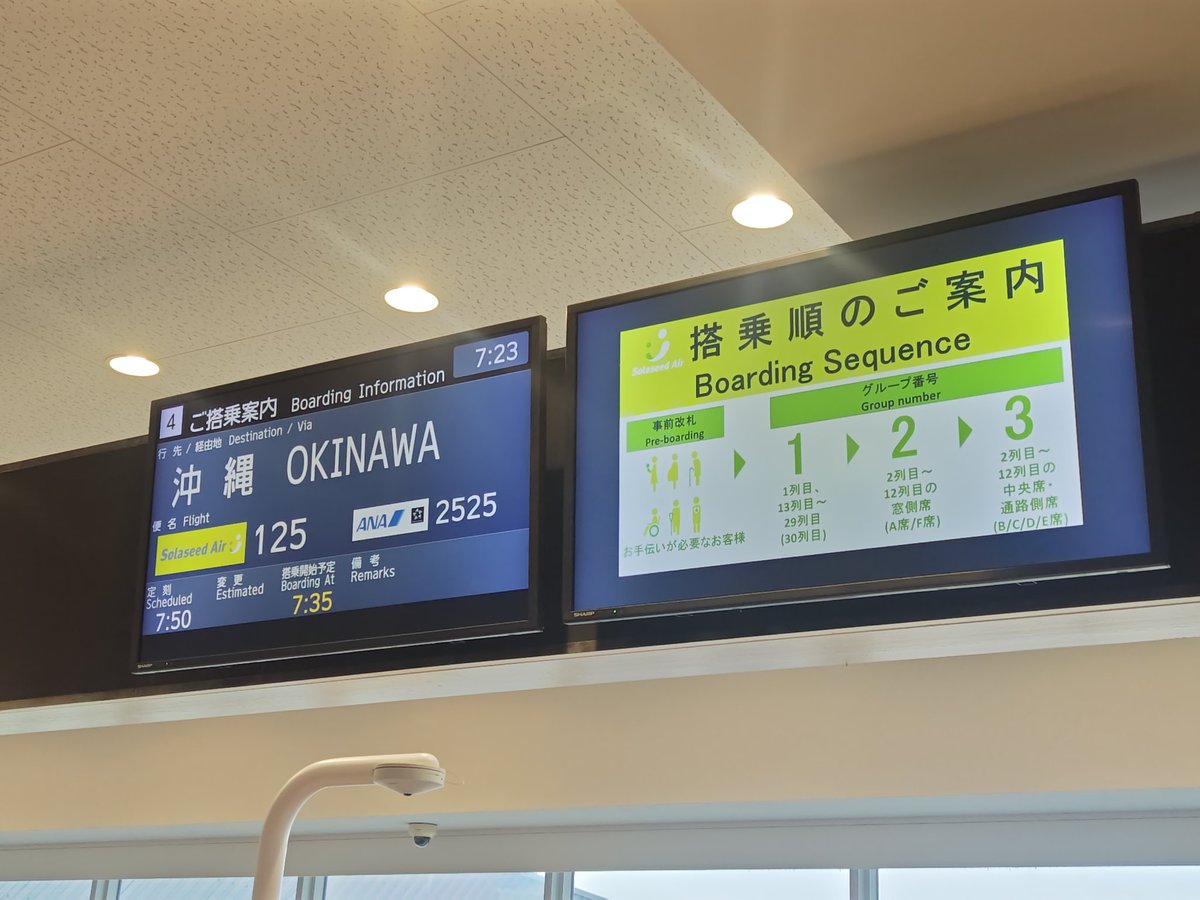 4 ご搭乗案内 Boarding Information 7:23
行先/経由地 Destination / Via
沖縄 OKINAWA
便名 Flight
Solaseed Air 125 ANA 2525
定刻 変更 搭乗開始予定 備考
Scheduled Estimated Boarding At Remarks
7:50 7:35
SHARP
Solaseed Air
搭乗順のご案内
Boarding Sequence
事前改札
Pre-boarding
お手伝いが必要なお客様
グループ番号
Group number
1
1列目、
13列目～
29列目
(30列目)
2
2列目～
12列目の
窓側席
(A席/F席)
3
2列目～
12列目の
中央席・
通路側席
(B/C/D/E席)
SHARP